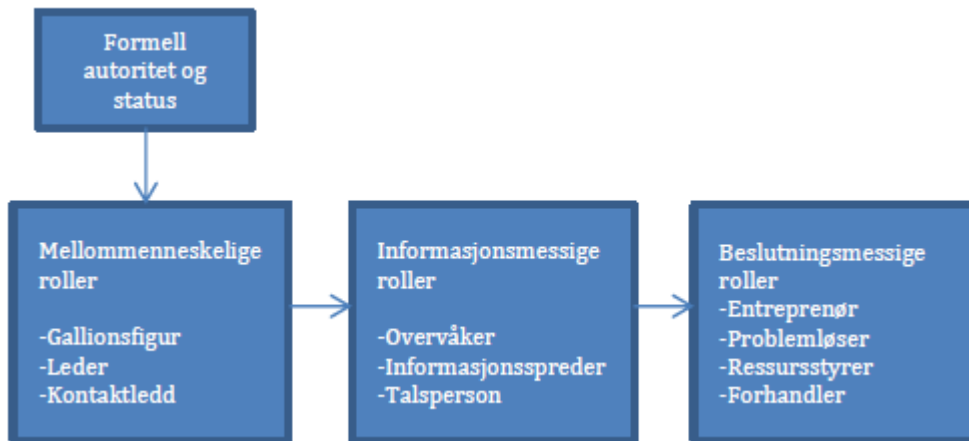 Formell
autoritet og
status
Mellommenneskelige
roller
-Gallionsfigur
-Leder
-Kontaktledd
Informasjonsmessige
roller
-Overvåker
-Informasjonsspreder
-Talsperson
Beslutningsmessige
roller
-Entreprenør
-Problemløser
-Ressursstyrer
-Forhandler